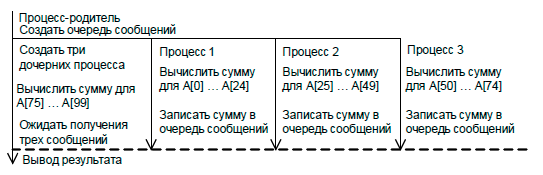 Процесс-родитель
Создать очередь сообщений
Создать три
дочерних процесса
Вычислить сумму для
A[75] ... A[99]
Ожидать получения
трех сообщений
Вывод результата
Процесс 1
Вычислить сумму
для A[0] ... A[24]
Записать сумму в
очередь сообщений
Процесс 2
Вычислить сумму
для A[25] ... A[49]
Записать сумму в
очередь сообщений
Процесс 3
Вычислить сумму
для A[50] ... A[74]
Записать сумму в
очередь сообщений